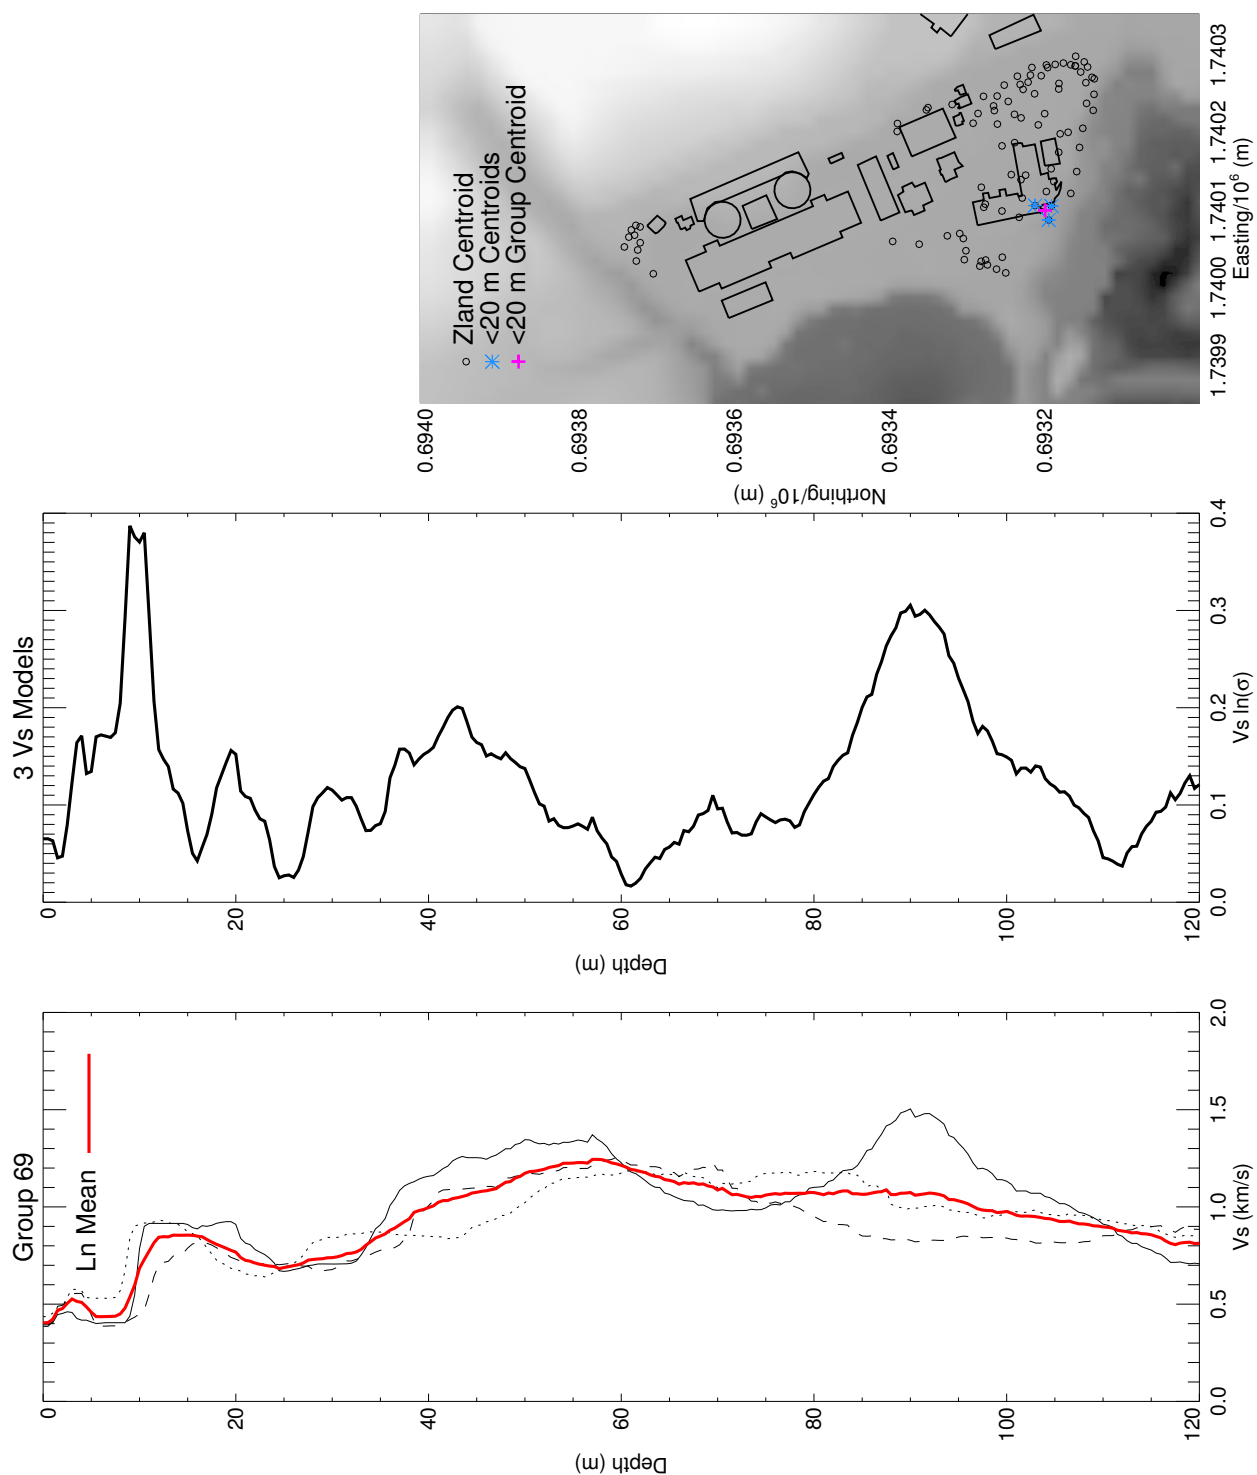 Group 69
Ln Mean
0
20
40
60
80
100
120
Depth (m)
0.0
0.5
1.0
1.5
2.0
Vs (km/s)
3 Vs Models
0
20
40
60
80
100
120
Depth (m)
0.0
0.1
0.2
0.3
0.4
Vs ln(σ)
Zland Centroid
<20 m Centroids
<20 m Group Centroid
0.6940
0.6938
0.6936
0.6934
0.6932
Northing/10⁶ (m)
1.7399
1.7400
1.7401
1.7402
1.7403
Easting/10⁶ (m)